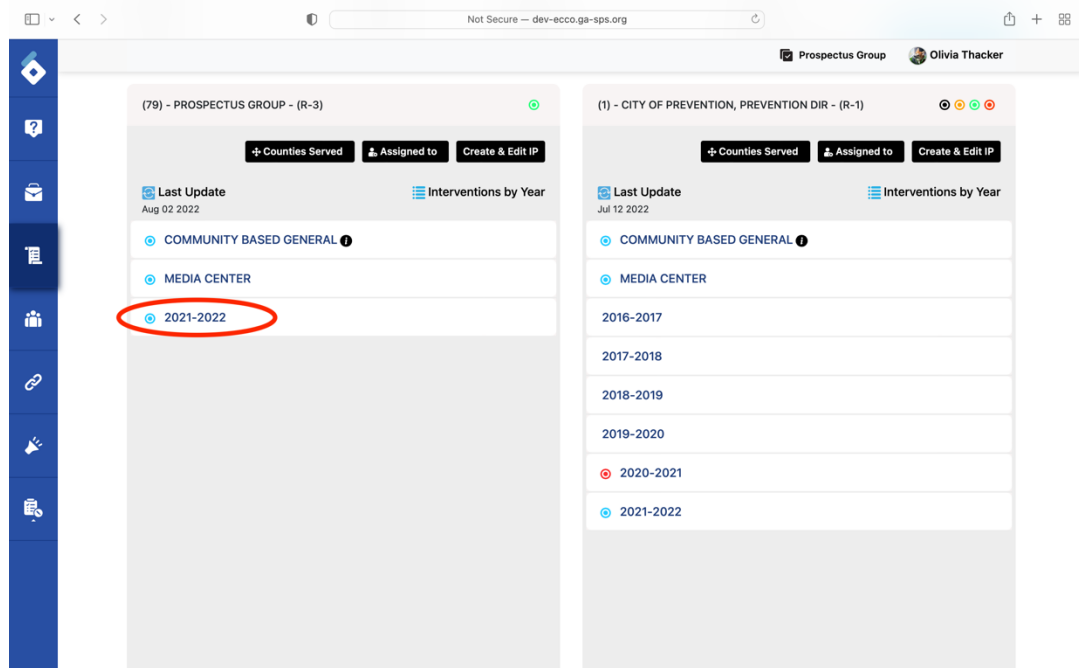 Not Secure — dev-ecco.ga-sps.org
Prospectus Group
Olivia Thacker
(79) - PROSPECTUS GROUP - (R-3)
Counties Served
Assigned to
Create & Edit IP
Last Update
Interventions by Year
Aug 02 2022
COMMUNITY BASED GENERAL
MEDIA CENTER
2021-2022
(1) - CITY OF PREVENTION, PREVENTION DIR - (R-1)
Counties Served
Assigned to
Create & Edit IP
Last Update
Interventions by Year
Jul 12 2022
COMMUNITY BASED GENERAL
MEDIA CENTER
2016-2017
2017-2018
2018-2019
2019-2020
2020-2021
2021-2022